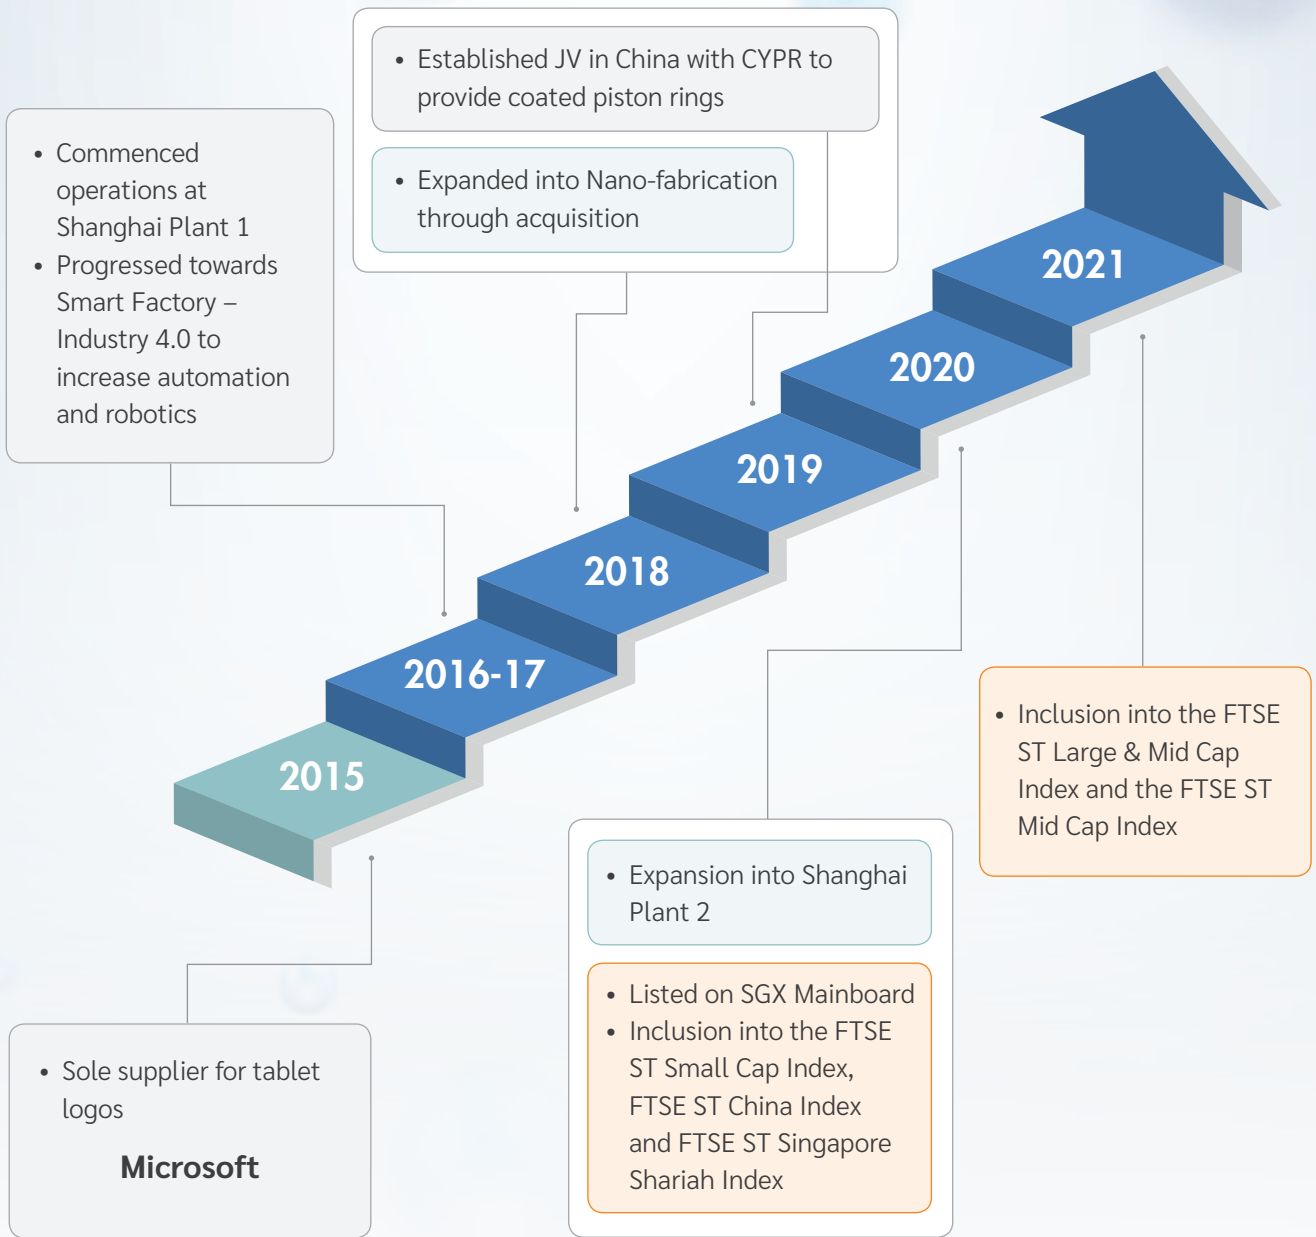 • Established JV in China with CYPR to
provide coated piston rings
• Expanded into Nano-fabrication
through acquisition
• Commenced
operations at
Shanghai Plant 1
• Progressed towards
Smart Factory –
Industry 4.0 to
increase automation
and robotics
2021
2020
2019
2018
2016-17
2015
• Inclusion into the FTSE
ST Large & Mid Cap
Index and the FTSE ST
Mid Cap Index
• Expansion into Shanghai
Plant 2
• Listed on SGX Mainboard
• Inclusion into the FTSE
ST Small Cap Index,
FTSE ST China Index
and FTSE ST Singapore
Shariah Index
• Sole supplier for tablet
logos
Microsoft